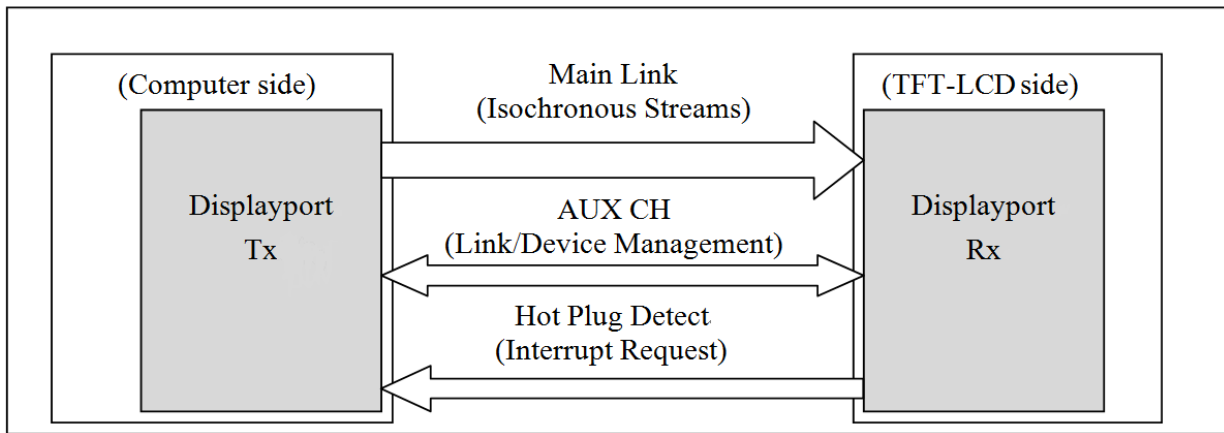 (Computer side)
Displayport
Tx
Main Link
(Isochronous Streams)
AUX CH
(Link/Device Management)
Hot Plug Detect
(Interrupt Request)
(TFT-LCD side)
Displayport
Rx